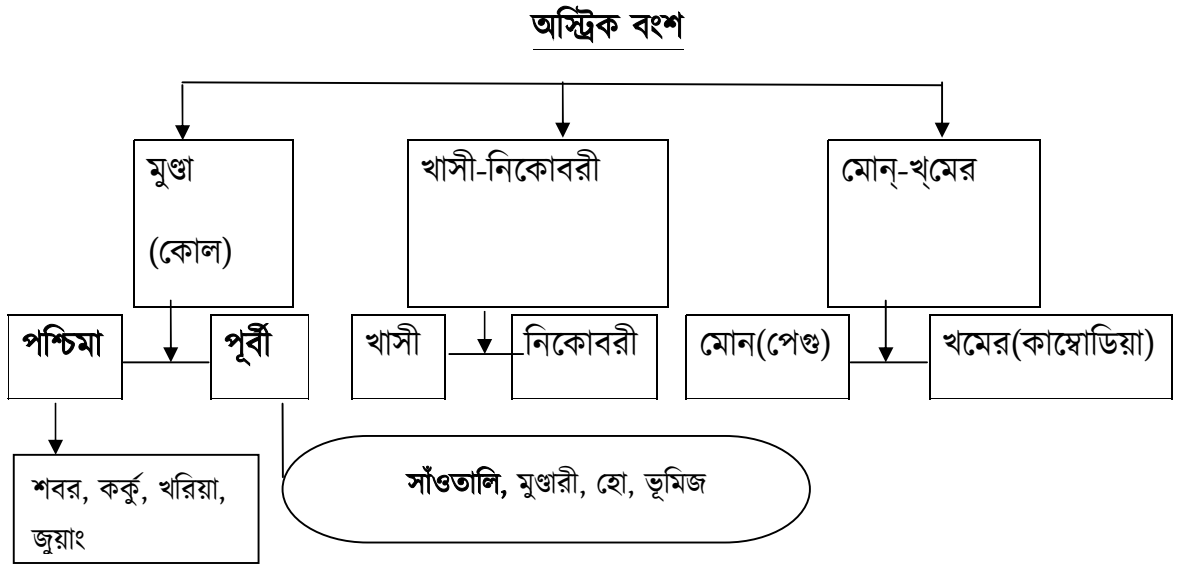 অস্ট্রিক বংশ
মুণ্ডা
(কোল)
খাসী-নিকোবরী
মোন্-খ্মের
পশ্চিমা
পূর্বী
খাসী
নিকোবরী
মোন(পেগু)
খমের(কাম্বোডিয়া)
শবর, কর্কু, খরিয়া,
জুয়াং
সাঁওতালি, মুণ্ডারী, হো, ভূমিজ